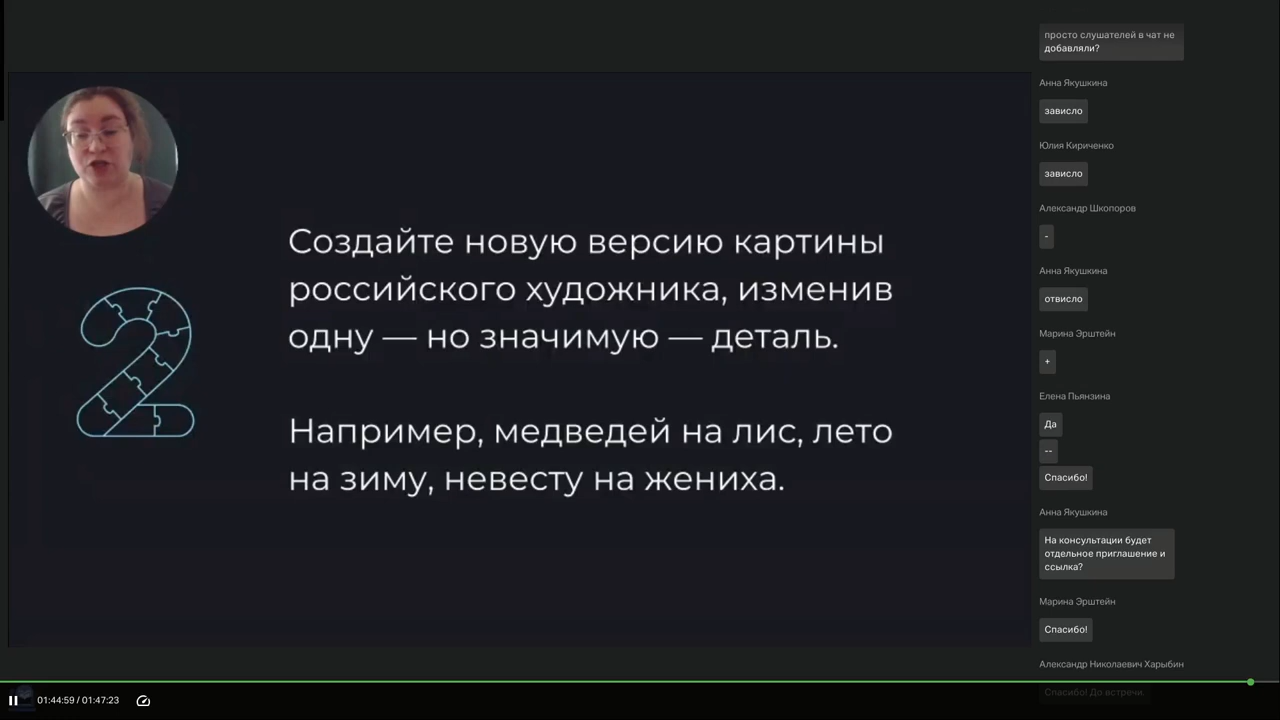 Создайте новую версию картины
российского художника, изменив
одну — но значимую — деталь.
Например, медведей на лис, лето
на зиму, невесту на жениха.
просто слушателей в чат не
добавляли?
Анна Якушкина
зависло
Юлия Кириченко
зависло
Александр Шкопоров
-
Анна Якушкина
отвисло
Марина Эрштейн
+
Елена Пьянзина
Да
--
Спасибо!
Анна Якушкина
На консультации будет
отдельное приглашение и
ссылка?
Марина Эрштейн
Спасибо!
Александр Николаевич Харыбин
Спасибо! До встречи.
01:44:59 / 01:47:23